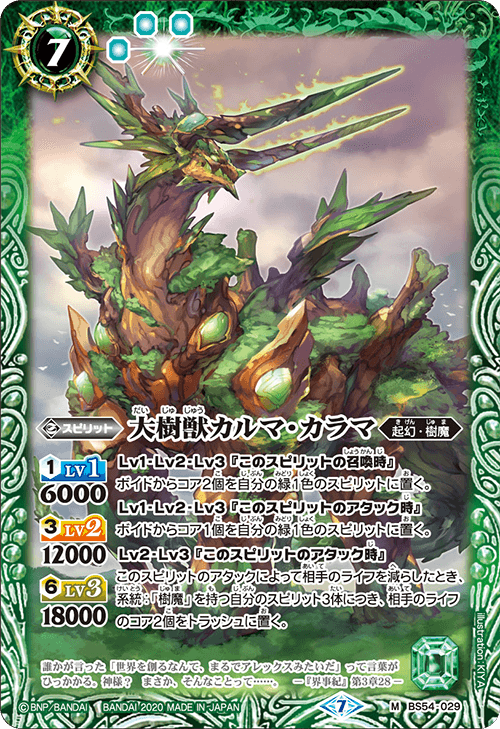 7
スピリット
大樹獣カルマ・カラマ
だいじゅじゅう
起幻・樹魔
きげん じゅま
1 LV1
6000
Lv1・Lv2・Lv3『このスピリットの召喚時』
ボイドからコア2個を自分の緑1色のスピリットに置く。
Lv1・Lv2・Lv3『このスピリットのアタック時』
ボイドからコア1個を自分の緑1色のスピリットに置く。
3 LV2
12000
Lv2・Lv3『このスピリットのアタック時』
このスピリットのアタックによって相手のライフを減らしたとき、
系統:「樹魔」を持つ自分のスピリット3体につき、相手のライフ
のコア2個をトラッシュに置く。
6 LV3
18000
誰かが言った「世界を創るなんて、まるでアレックスみたいだ」って言葉が
ひっかかる。神様? まさか、そんなことって……。 ―『界事紀』第3章28―
illustration:KIYA
©BNP/BANDAI BANDAI 2020 MADE IN JAPAN
7
M BS54-029